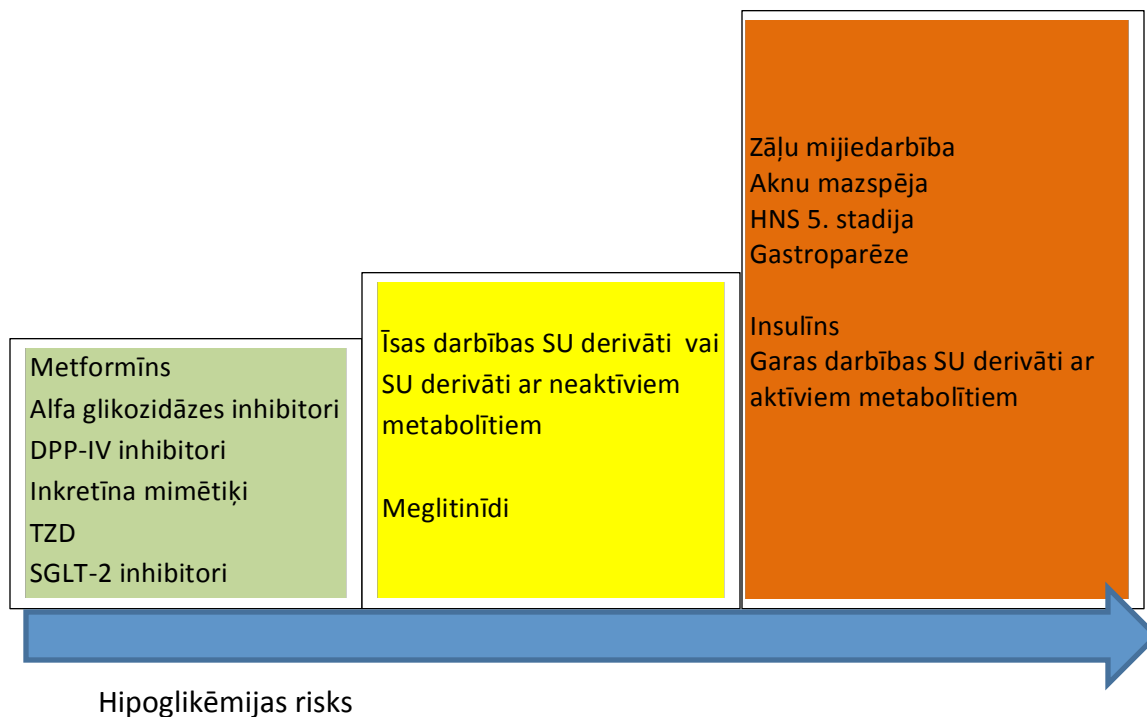 Metformīns
Alfa glikozidāzes inhibitori
DPP-IV inhibitori
Inkretīna mimētiķi
TZD
SGLT-2 inhibitori
Īsas darbības SU derivāti vai
SU derivāti ar neaktīviem
metabolītiem
Meglitinīdi
Zāļu mijiedarbība
Aknu mazspēja
HNS 5. stadija
Gastroparēze
Insulīns
Garas darbības SU derivāti ar
aktīviem metabolītiem
Hipoglikēmijas risks